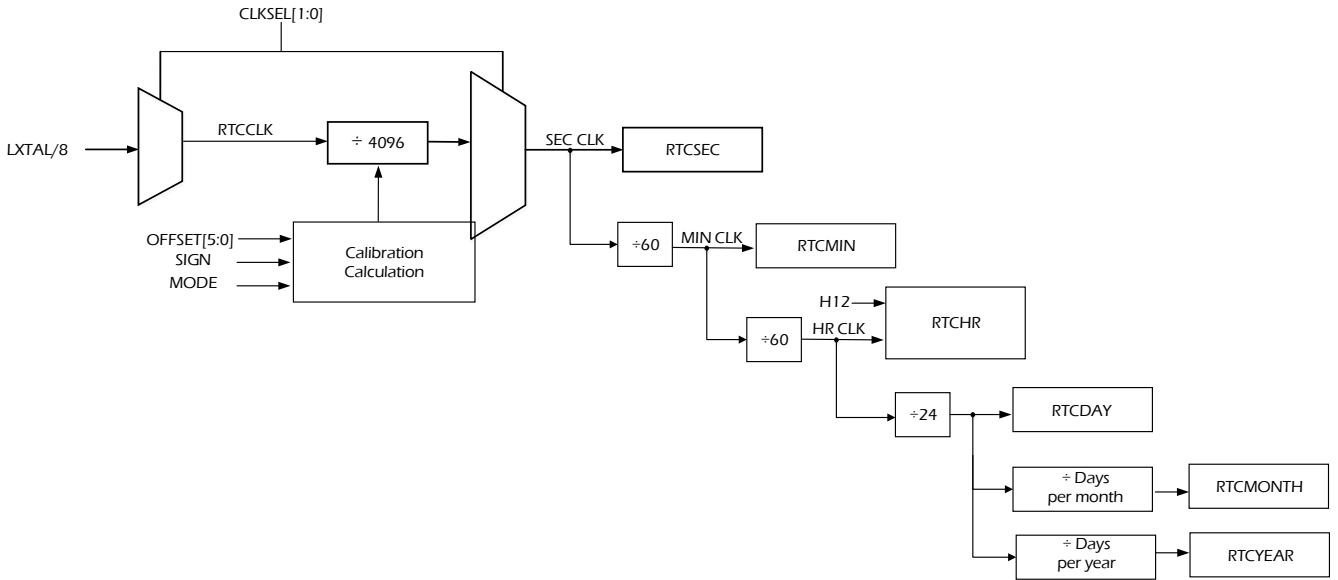 CLKSEL[1:0]
LXTAL/8
RTCCLK
÷ 4096
SEC CLK
RTCSEC
OFFSET[5:0]
SIGN
MODE
Calibration
Calculation
÷60
MIN CLK
RTCMIN
H12
÷60
HR CLK
RTCHR
÷24
RTCDAY
÷ Days
per month
RTCMONTH
÷ Days
per year
RTCYEAR